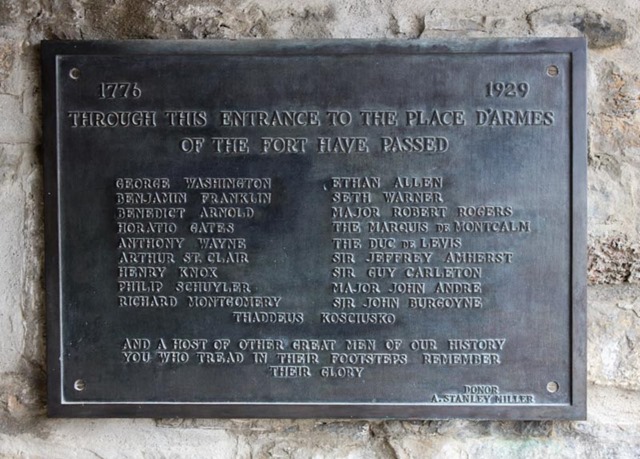 1776 1929
THROUGH THIS ENTRANCE TO THE PLACE D'ARMES
OF THE FORT HAVE PASSED
GEORGE WASHINGTON
BENJAMIN FRANKLIN
BENEDICT ARNOLD
HORATIO GATES
ANTHONY WAYNE
ARTHUR ST. CLAIR
HENRY KNOX
PHILIP SCHUYLER
RICHARD MONTGOMERY
ETHAN ALLEN
SETH WARNER
MAJOR ROBERT ROGERS
THE MARQUIS DE MONTCALM
THE DUC DE LEVIS
SIR JEFFREY AMHERST
SIR GUY CARLETON
MAJOR JOHN ANDRE
SIR JOHN BURGOYNE
THADDEUS KOSCIUSKO
AND A HOST OF OTHER GREAT MEN OF OUR HISTORY
YOU WHO TREAD IN THEIR FOOTSTEPS REMEMBER
THEIR GLORY
DONOR
A. STANLEY MILLER